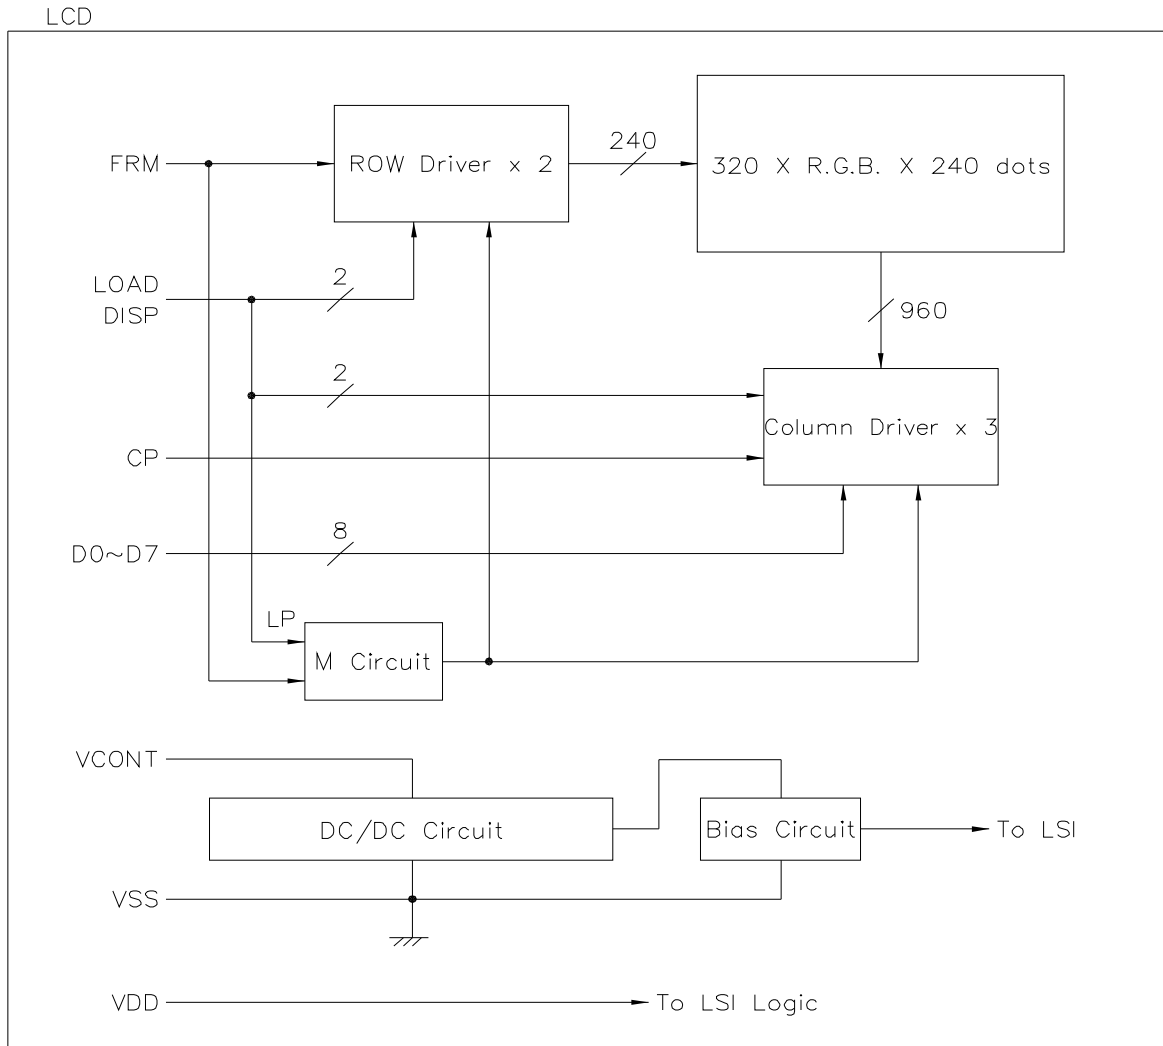 LCD
FRM
ROW Driver x 2
240
320 X R.G.B. X 240 dots
LOAD
DISP
2
960
2
Column Driver x 3
CP
D0~D7
8
LP
M Circuit
VCONT
DC/DC Circuit
Bias Circuit
To LSI
VSS
VDD
To LSI Logic